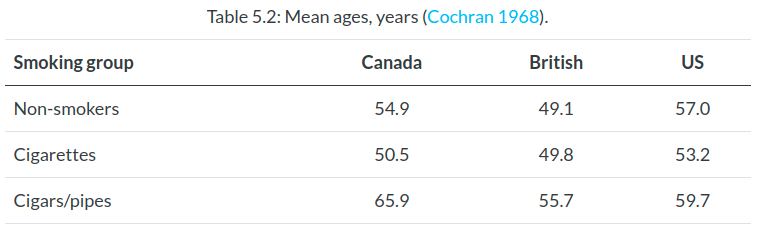 Table 5.2: Mean ages, years (Cochran 1968).
Smoking group Canada British US
Non-smokers 54.9 49.1 57.0
Cigarettes 50.5 49.8 53.2
Cigars/pipes 65.9 55.7 59.7